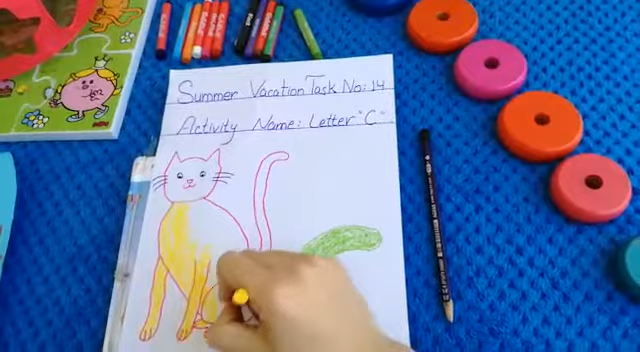 Summer Vacation Task No: 14
Activity Name: Letter "C"